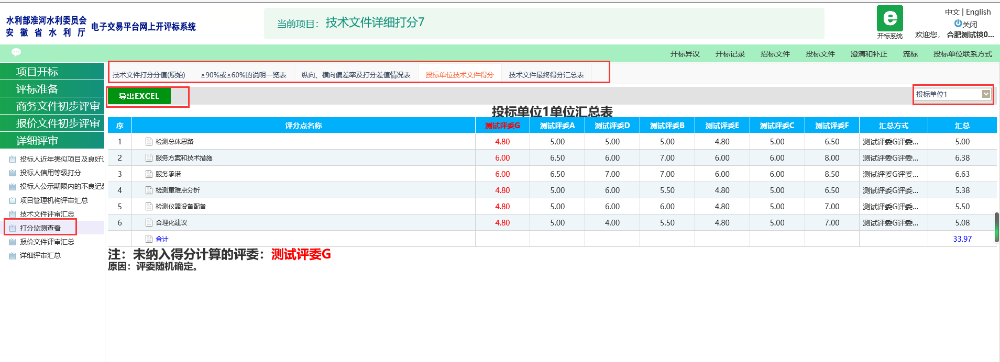 水利部淮河水利委员会
安 徽 省 水 利 厅
电子交易平台网上开评标系统
当前项目： 技术文件详细打分7
e
开标系统
中文 | English
关闭
欢迎您， 合肥测试锁0...
开标异议 开标记录 招标文件 投标文件 澄清和补正 流标 投标单位联系方式
项目开标
评标准备
商务文件初步评审
报价文件初步评审
详细评审
投标人近年类似项目及良好
投标人信用等级打分
投标人公示期限内的不良记
项目管理机构评审汇总
技术文件评审汇总
打分监测查看
报价文件评审汇总
详细评审汇总
技术文件打分分值(原始) ≥90%或≤60%的说明一览表 纵向、横向偏差率及打分差值情况表 投标单位技术文件得分 技术文件最终得分汇总表
导出EXCEL
投标单位1
投标单位1单位汇总表
序 评分点名称 测试评委G 测试评委A 测试评委D 测试评委B 测试评委E 测试评委C 测试评委F 汇总方式 汇总
1 检测总体思路 4.80 5.00 5.00 5.00 4.80 5.00 6.50 测试评委G评委... 5.00
2 服务方案和技术措施 6.00 6.50 6.00 7.00 6.00 6.00 8.00 测试评委G评委... 6.38
3 服务承诺 6.00 6.50 7.00 7.00 6.00 6.00 8.50 测试评委G评委... 6.63
4 检测重难点分析 4.80 5.00 6.00 5.50 4.80 5.00 6.50 测试评委G评委... 5.38
5 检测仪器设备配备 4.80 5.00 6.00 6.00 4.80 5.00 7.00 测试评委G评委... 5.50
6 合理化建议 4.80 5.00 4.00 5.50 4.80 5.00 7.00 测试评委G评委... 5.08
合计 33.97
注：未纳入得分计算的评委：测试评委G
原因：评委随机确定。